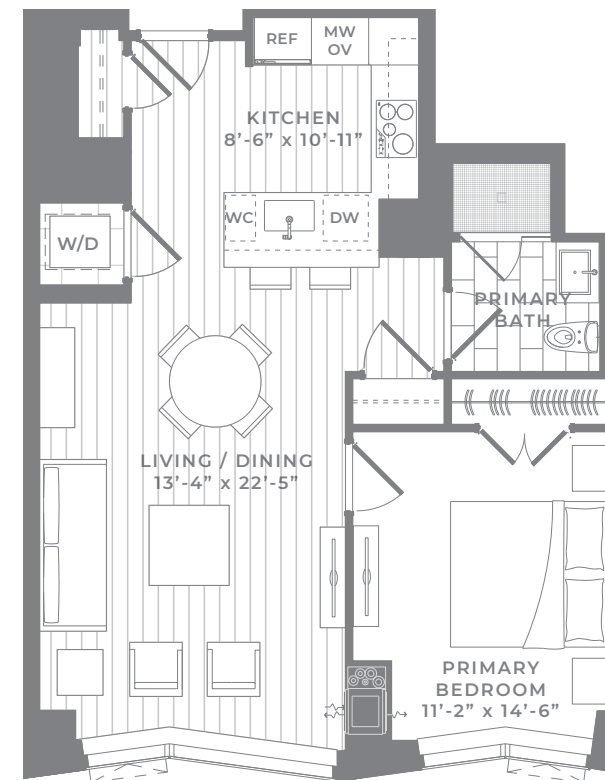 REF
MW
OV
KITCHEN
8’-6” x 10’-11”
WC
DW
W/D
PRIMARY
BATH
LIVING / DINING
13’-4” x 22’-5”
PRIMARY
BEDROOM
11’-2” x 14’-6”